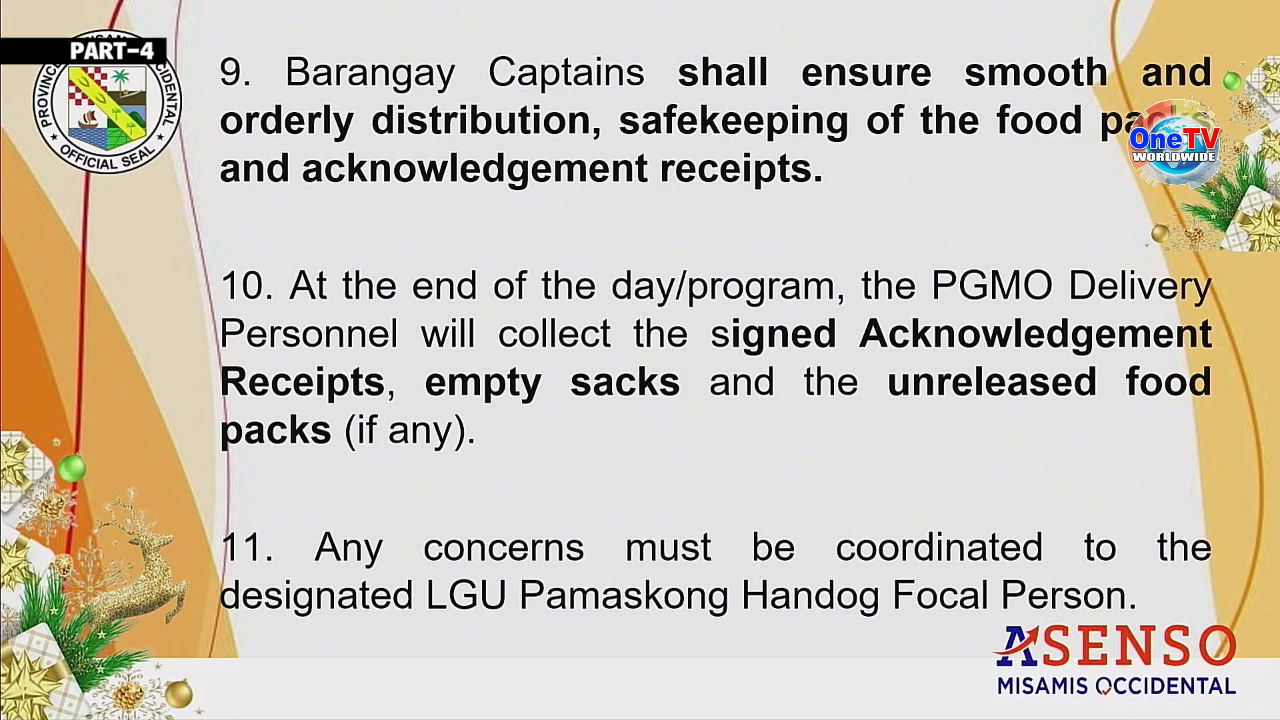 PART-4
PROVINCE
OFFICIAL SEAL
9. Barangay Captains shall ensure smooth and
orderly distribution, safekeeping of the food packs
and acknowledgement receipts.
OneTV
WORLDWIDE
10. At the end of the day/program, the PGMO Delivery
Personnel will collect the signed Acknowledgement
Receipts, empty sacks and the unreleased food
packs (if any).
11. Any concerns must be coordinated to the
designated LGU Pamaskong Handog Focal Person.
ASENSO
MISAMIS OCCIDENTAL